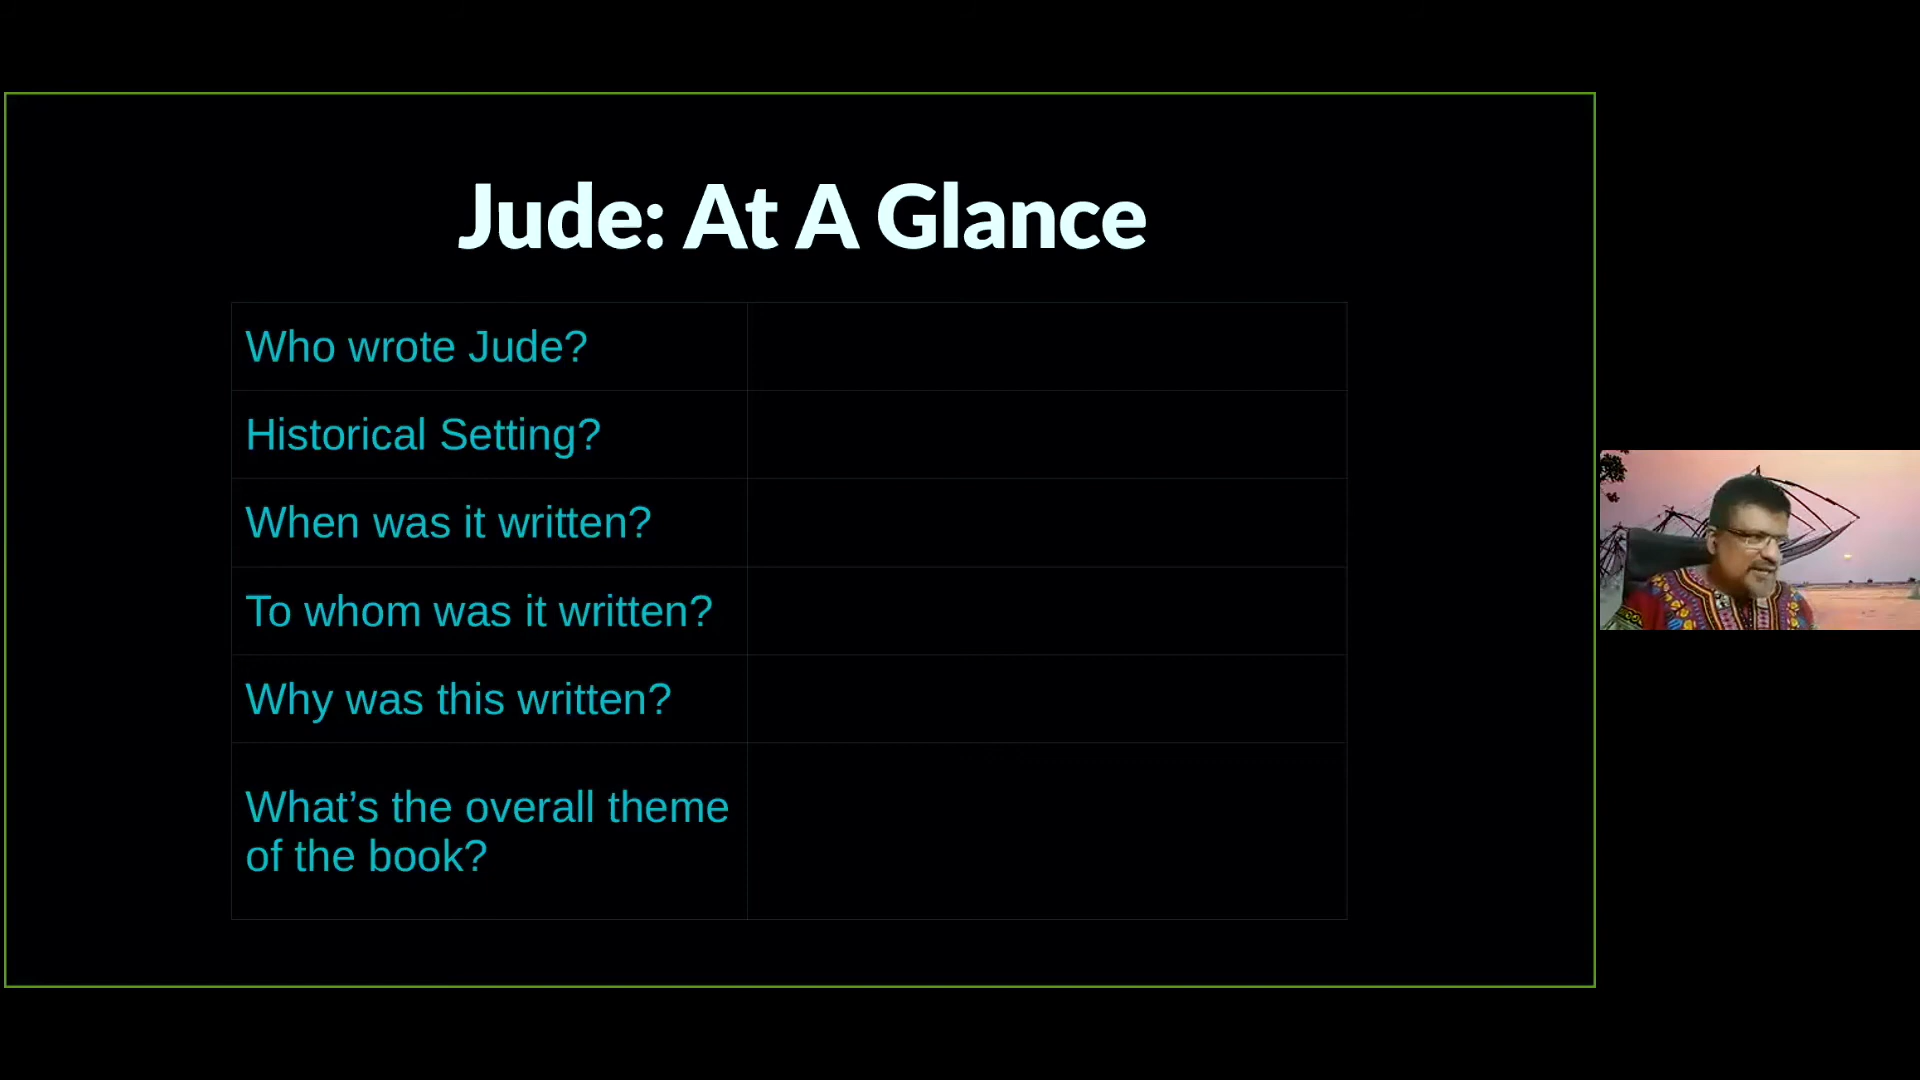 Jude: At A Glance
Who wrote Jude?
Historical Setting?
When was it written?
To whom was it written?
Why was this written?
What’s the overall theme
of the book?